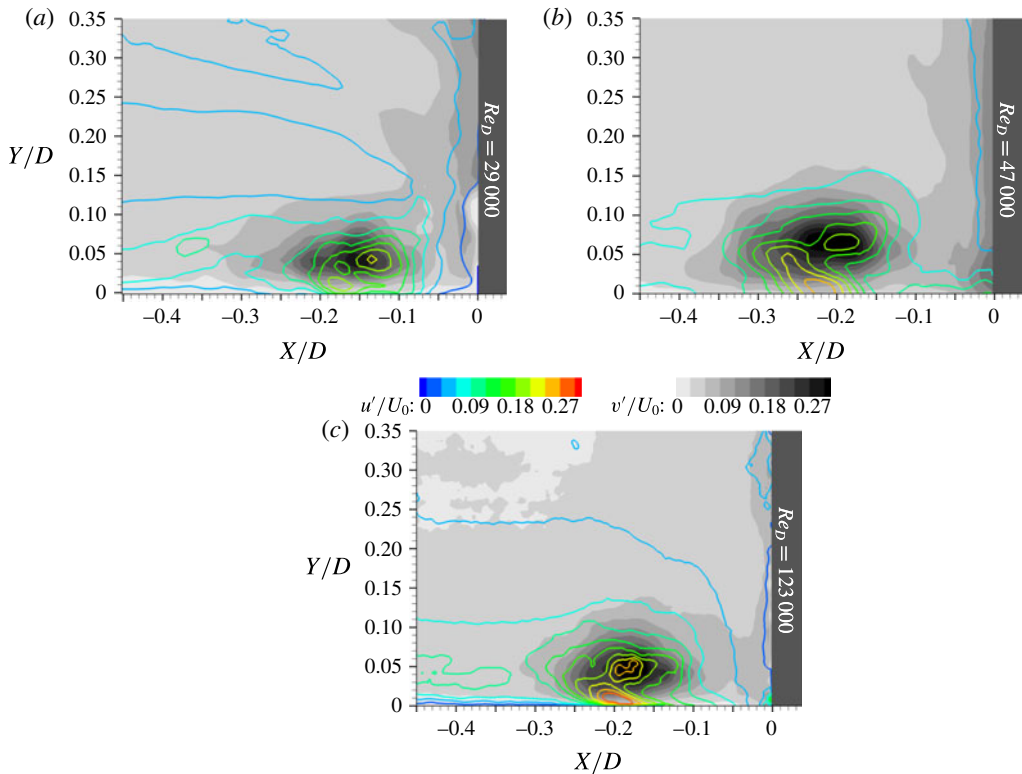 (a)
0.35
0.30
0.25
0.20
Y/D
0.15
0.10
0.05
0
–0.4 –0.3 –0.2 –0.1 0
X/D
Re_D = 29 000
(b)
0.35
0.30
0.25
0.20
0.15
0.10
0.05
0
–0.4 –0.3 –0.2 –0.1 0
X/D
Re_D = 47 000
u′/U₀: 0 0.09 0.18 0.27
v′/U₀: 0 0.09 0.18 0.27
(c)
0.35
0.30
0.25
0.20
Y/D
0.15
0.10
0.05
0
–0.4 –0.3 –0.2 –0.1 0
X/D
Re_D = 123 000